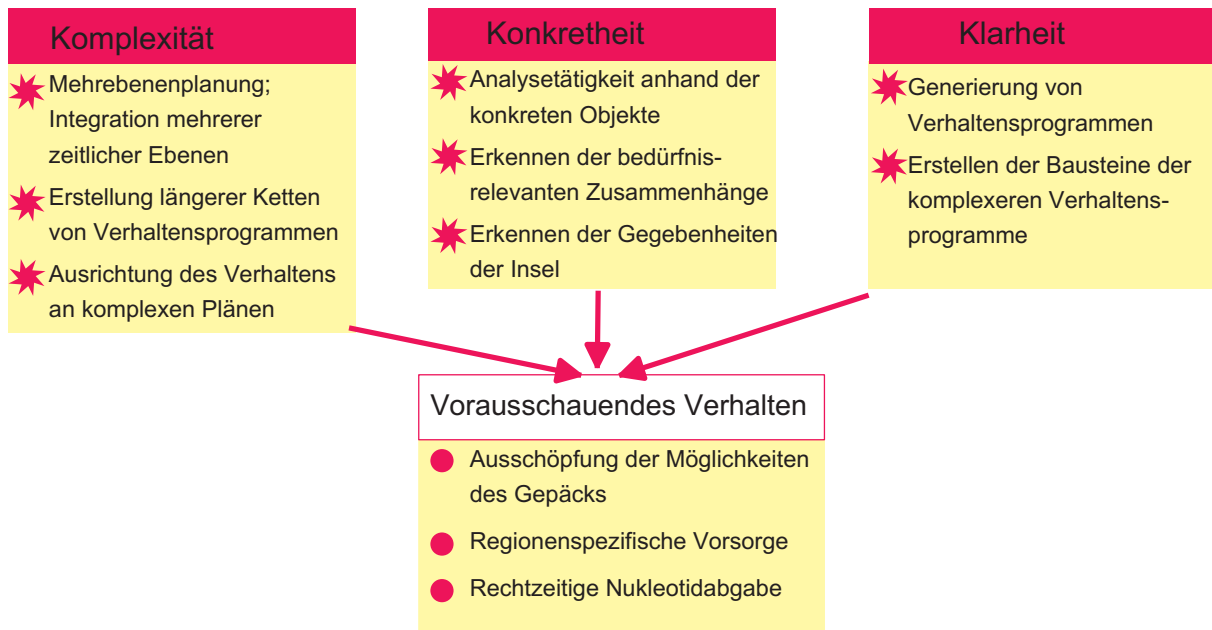 Komplexität
Mehrebenenplanung;
Integration mehrerer
zeitlicher Ebenen
Erstellung längerer Ketten
von Verhaltensprogrammen
Ausrichtung des Verhaltens
an komplexen Plänen
Konkretheit
Analysetätigkeit anhand der
konkreten Objekte
Erkennen der bedürfnis-
relevanten Zusammenhänge
Erkennen der Gegebenheiten
der Insel
Klarheit
Generierung von
Verhaltensprogrammen
Erstellen der Bausteine der
komplexeren Verhaltens-
programme
Vorausschauendes Verhalten
Ausschöpfung der Möglichkeiten
des Gepäcks
Regionenspezifische Vorsorge
Rechtzeitige Nukleotidabgabe